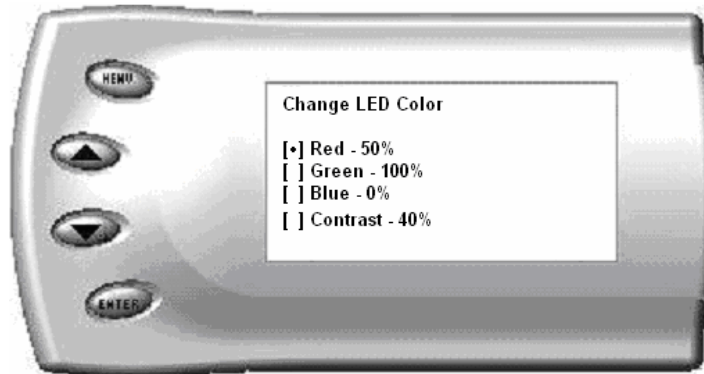 MENU
Change LED Color
[•] Red - 50%
[ ] Green - 100%
[ ] Blue - 0%
[ ] Contrast - 40%
ENTER